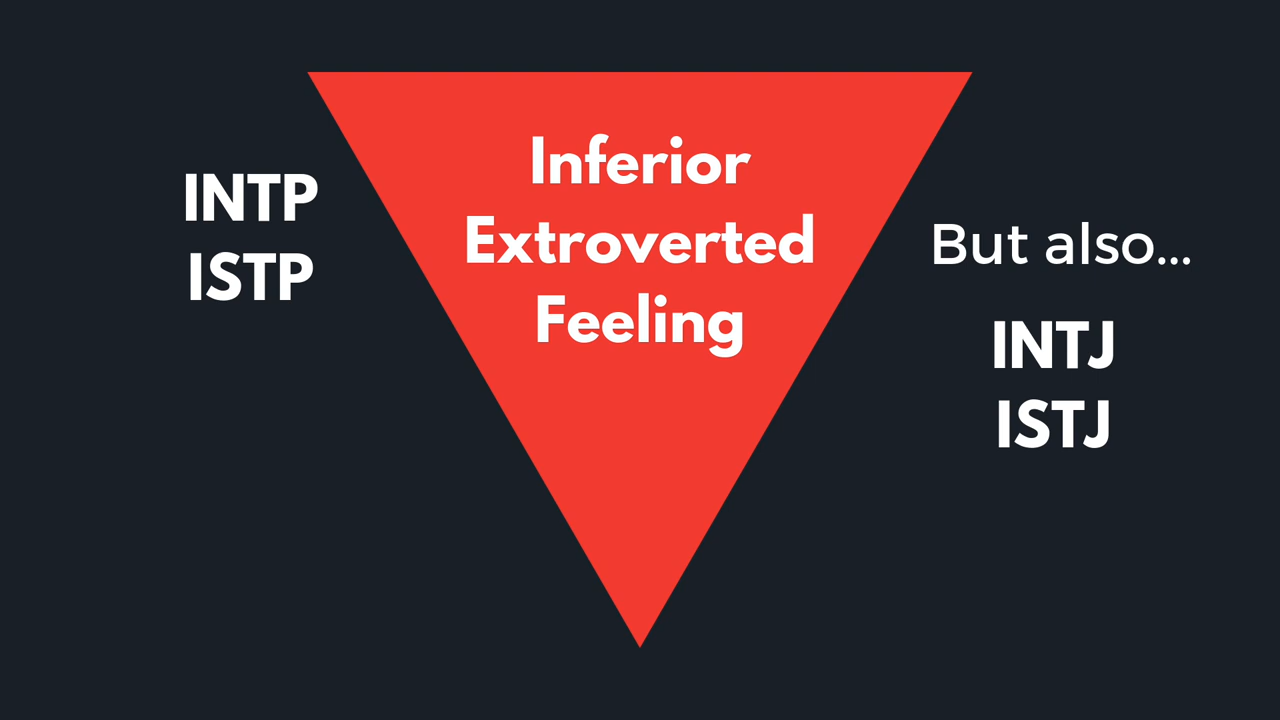 INTP
ISTP
Inferior
Extroverted
Feeling
But also...
INTJ
ISTJ